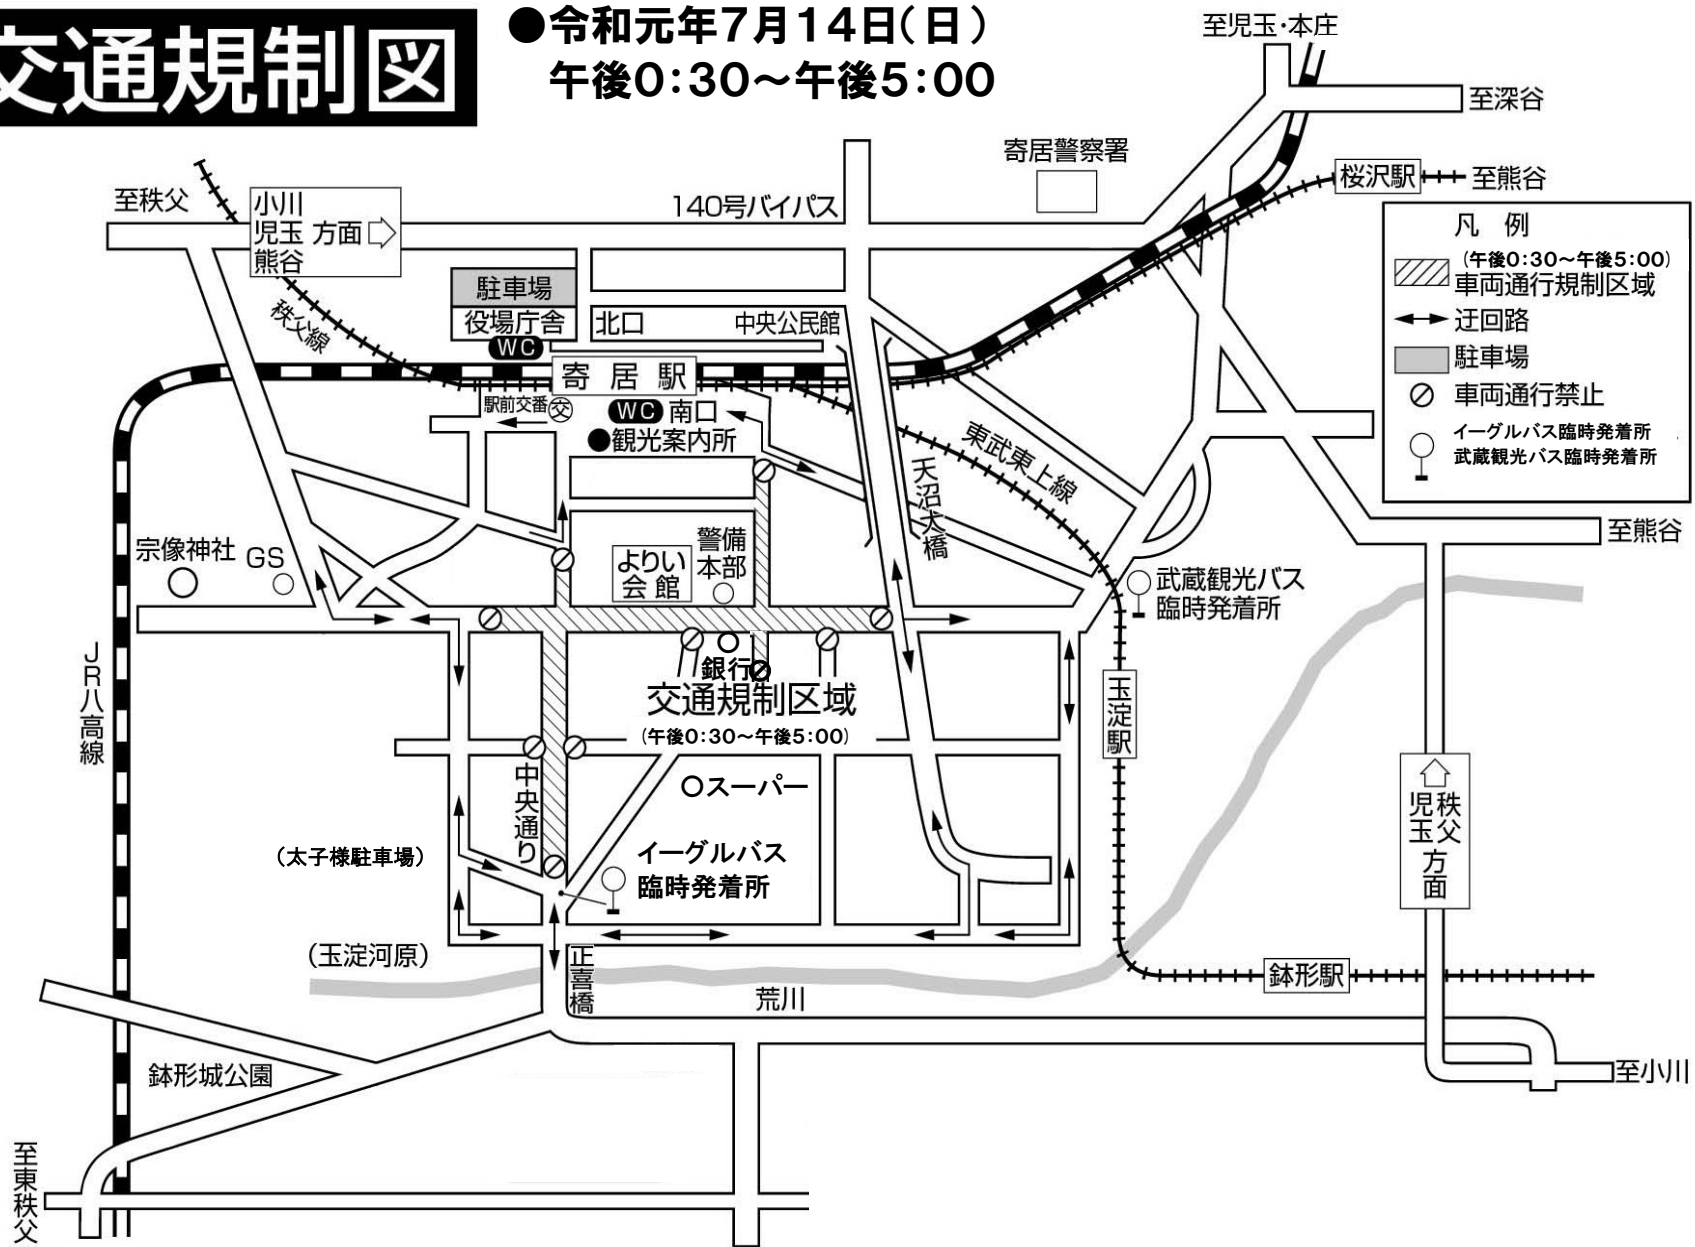 交通規制図
●令和元年7月14日(日)
午後0:30～午後5:00
至児玉・本庄
至深谷
寄居警察署
桜沢駅
至熊谷
至秩父
小川
児玉 方面
熊谷
140号バイパス
凡 例
(午後0:30～午後5:00)
車両通行規制区域
迂回路
駐車場
車両通行禁止
イーグルバス臨時発着所
武蔵観光バス臨時発着所
駐車場
役場庁舎
WC
北口
中央公民館
秩父線
寄居駅
駅前交番
交
WC 南口
●観光案内所
東武東上線
天沼大橋
至熊谷
宗像神社
GS
よりい
会館
警備
本部
武蔵観光バス
臨時発着所
銀行
交通規制区域
(午後0:30～午後5:00)
JR八高線
玉淀駅
中央通り
スーパー
秩父
児玉
方面
(太子様駐車場)
イーグルバス
臨時発着所
(玉淀河原)
正喜橋
荒川
鉢形駅
鉢形城公園
至小川
至東秩父